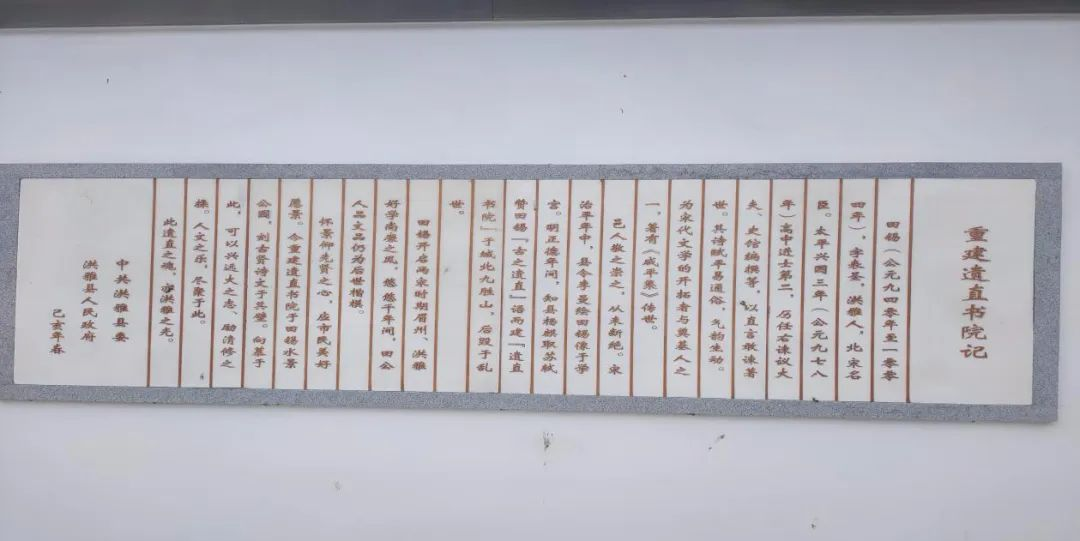 重建遗直书院记
田锡（公元九四零年至一零零
四年），字表圣，洪雅人，北宋名
臣。太平兴国三年（公元九七八
年）高中进士第二，历任右谏议大
夫、史馆编撰等，以直言敢谏著
世。其诗赋平易通俗，气韵生动。
为宋代文学的开拓者与奠基人之
一，著有《咸平集》传世。
邑人敬之崇之，从未断绝。宋
治平年中，县令李曼绘田锡像于学
宫。明正德年间，知县杨麒取苏轼
赞田锡『古之遗直』语而建『遗直
书院』于城北九胜山，后毁于乱
世。
田锡开启两宋时期眉州、洪雅
好学尚廉之风，悠悠千年间，田公
人品文品仍为后世楷模。
怀景仰先贤之心，应市民美好
愿景。今重建遗直书院于田锡水景
公园，刻古贤诗文于其壁。向慕于
此，可以兴远大之志、励清修之
操。人文之乐，尽聚于此。
此遗直之魂，亦洪雅之光。
中共洪雅县委
洪雅县人民政府
己亥年春